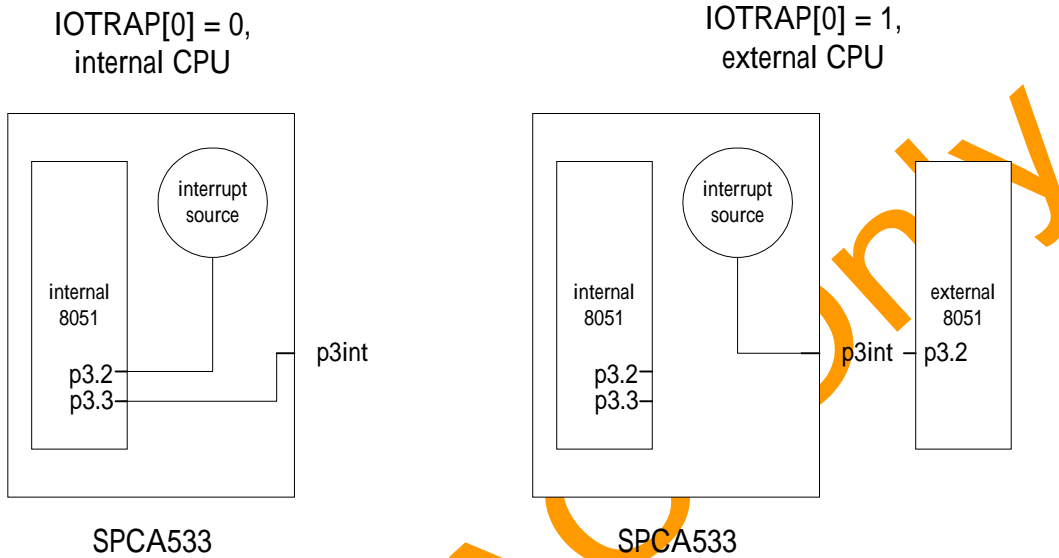 IOTRAP[0] = 0,
internal CPU
interrupt
source
internal
8051
p3.2
p3.3
p3int
SPCA533
IOTRAP[0] = 1,
external CPU
interrupt
source
internal
8051
p3.2
p3.3
p3int
external
8051
p3.2
SPCA533
only